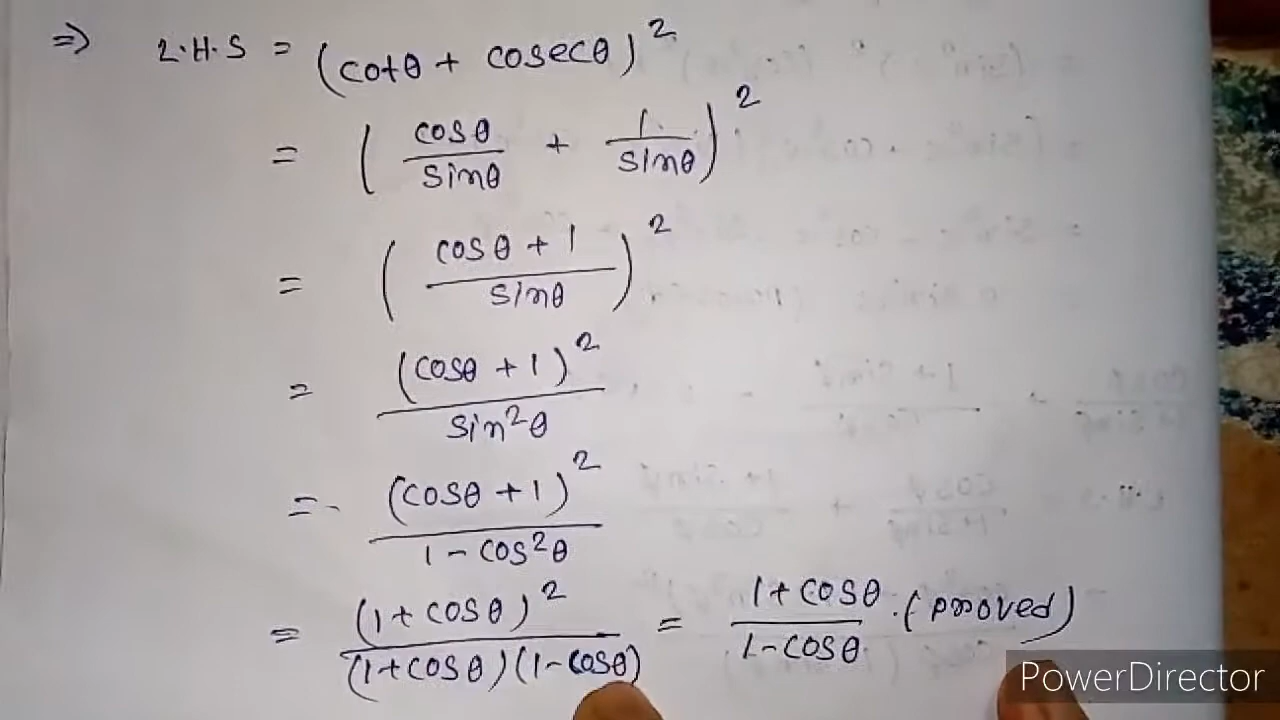 ⇒ L.H.S = (cotθ + cosecθ)²
= (cosθ/sinθ + 1/sinθ)²
= ((cosθ + 1)/sinθ)²
= (cosθ + 1)²/sin²θ
= (cosθ + 1)²/(1 - cos²θ)
= (1 + cosθ)²/((1 + cosθ)(1 - cosθ)) = (1 + cosθ)/(1 - cosθ) . (proved)
PowerDirector